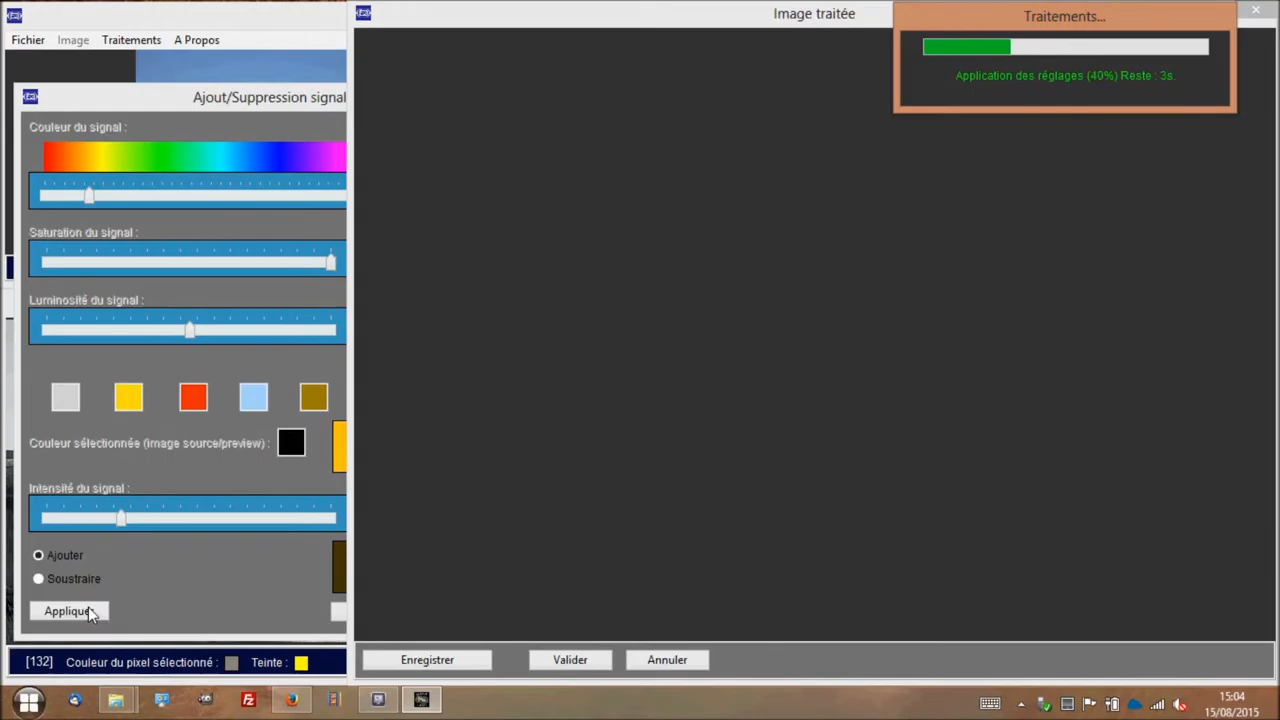 Image traitée
Traitements...
Fichier Image Traitements A Propos
Application des réglages (40%) Reste : 3s.
Ajout/Suppression signal
Couleur du signal :
Saturation du signal :
Luminosité du signal :
Couleur sélectionnée (image source/preview) :
Intensité du signal :
Ajouter
Soustraire
Appliquer
[132] Couleur du pixel sélectionné : Teinte :
Enregistrer Valider Annuler
15:04
15/08/2015